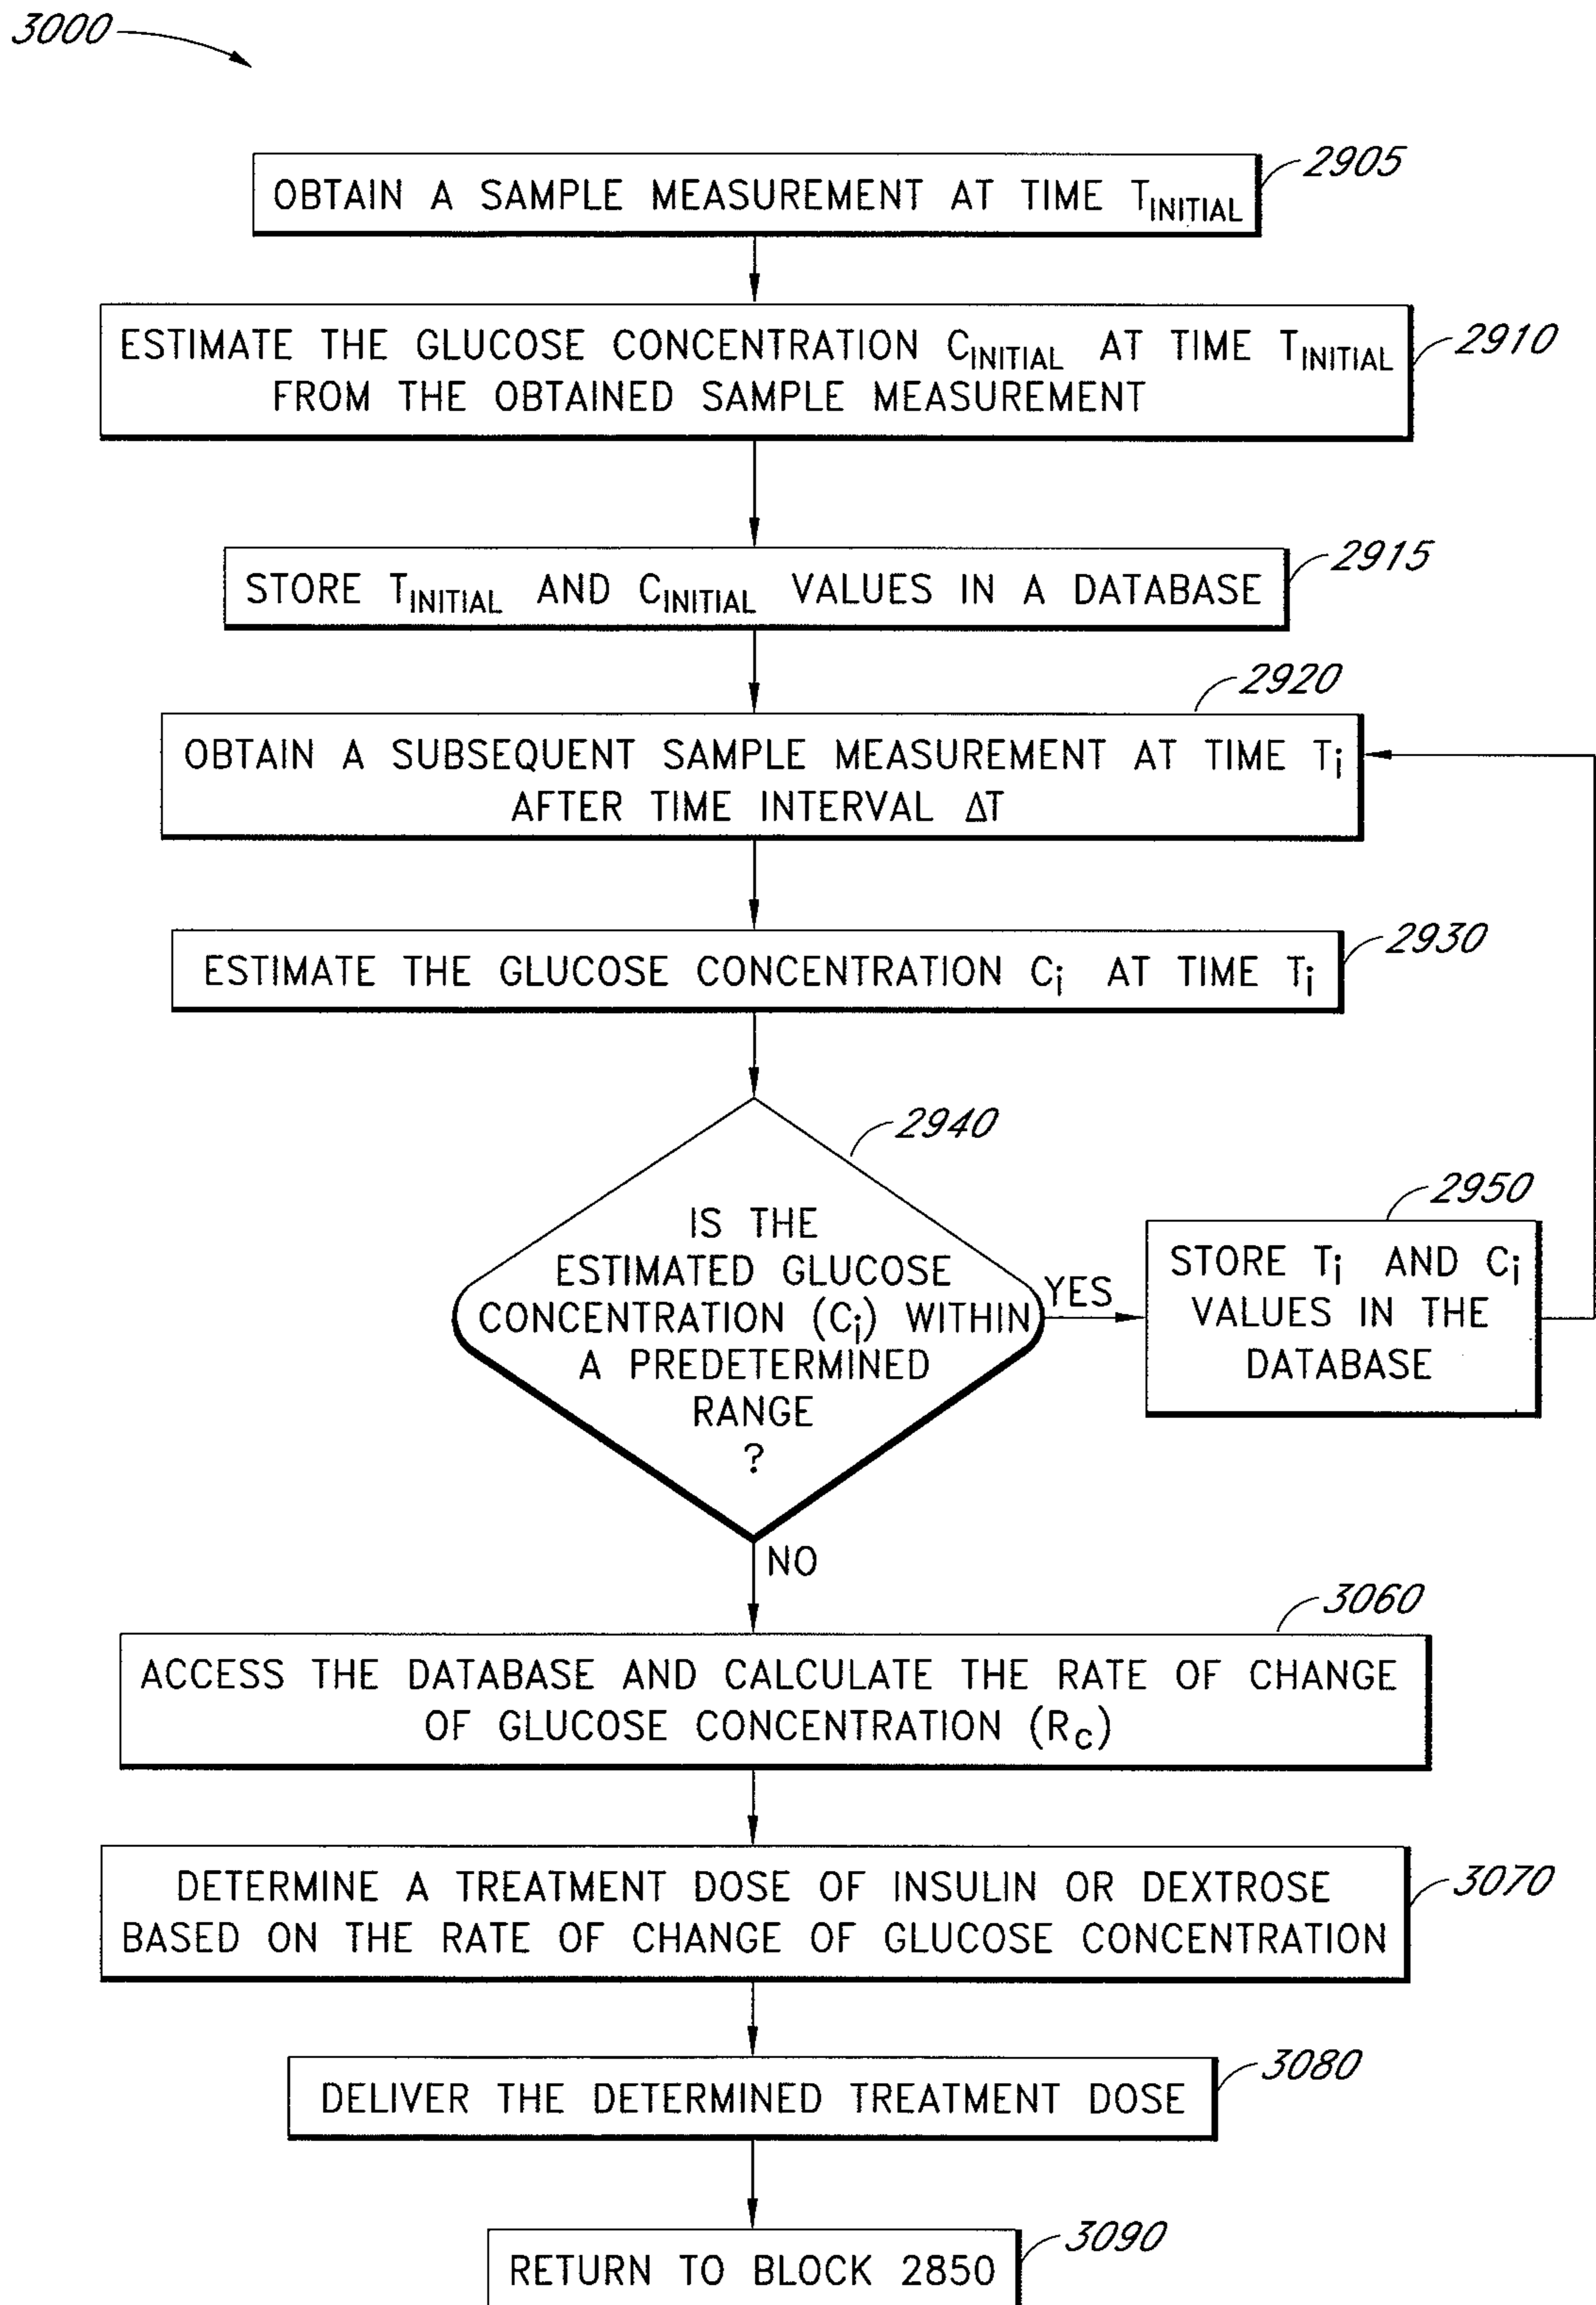 3000
2905
OBTAIN A SAMPLE MEASUREMENT AT TIME TINITIAL
2910
ESTIMATE THE GLUCOSE CONCENTRATION CINITIAL AT TIME TINITIAL
FROM THE OBTAINED SAMPLE MEASUREMENT
2915
STORE TINITIAL AND CINITIAL VALUES IN A DATABASE
2920
OBTAIN A SUBSEQUENT SAMPLE MEASUREMENT AT TIME Ti
AFTER TIME INTERVAL ΔT
2930
ESTIMATE THE GLUCOSE CONCENTRATION Ci AT TIME Ti
2940
IS THE
ESTIMATED GLUCOSE
CONCENTRATION (Ci) WITHIN
A PREDETERMINED
RANGE
?
YES
2950
STORE Ti AND Ci
VALUES IN THE
DATABASE
NO
3060
ACCESS THE DATABASE AND CALCULATE THE RATE OF CHANGE
OF GLUCOSE CONCENTRATION (Rc)
3070
DETERMINE A TREATMENT DOSE OF INSULIN OR DEXTROSE
BASED ON THE RATE OF CHANGE OF GLUCOSE CONCENTRATION
3080
DELIVER THE DETERMINED TREATMENT DOSE
3090
RETURN TO BLOCK 2850